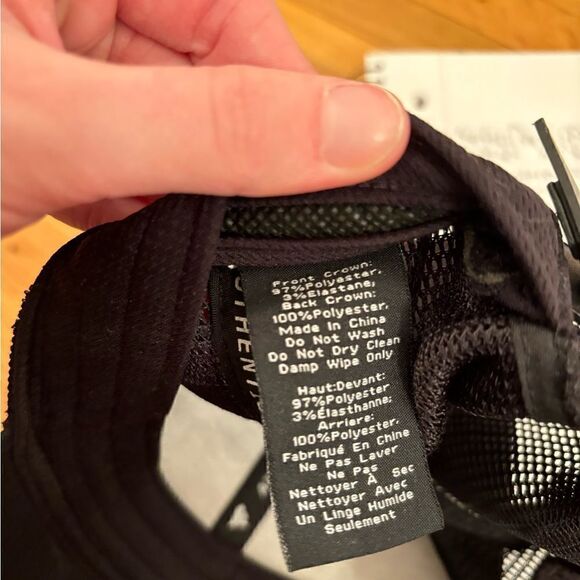 Front Crown:
97%Polyester,
3%Elastane;
Back Crown:
100%Polyester,
Made In China
Do Not Wash
Do Not Dry Clean
Damp Wipe Only
Haut:Devant:
97%Polyester
3%Élasthanne;
Arriere:
100%Polyester,
Fabriqué En Chine
Ne Pas Laver
Ne Pas
Nettoyer À Sec
Nettoyer Avec
Un Linge Humide
Seulement